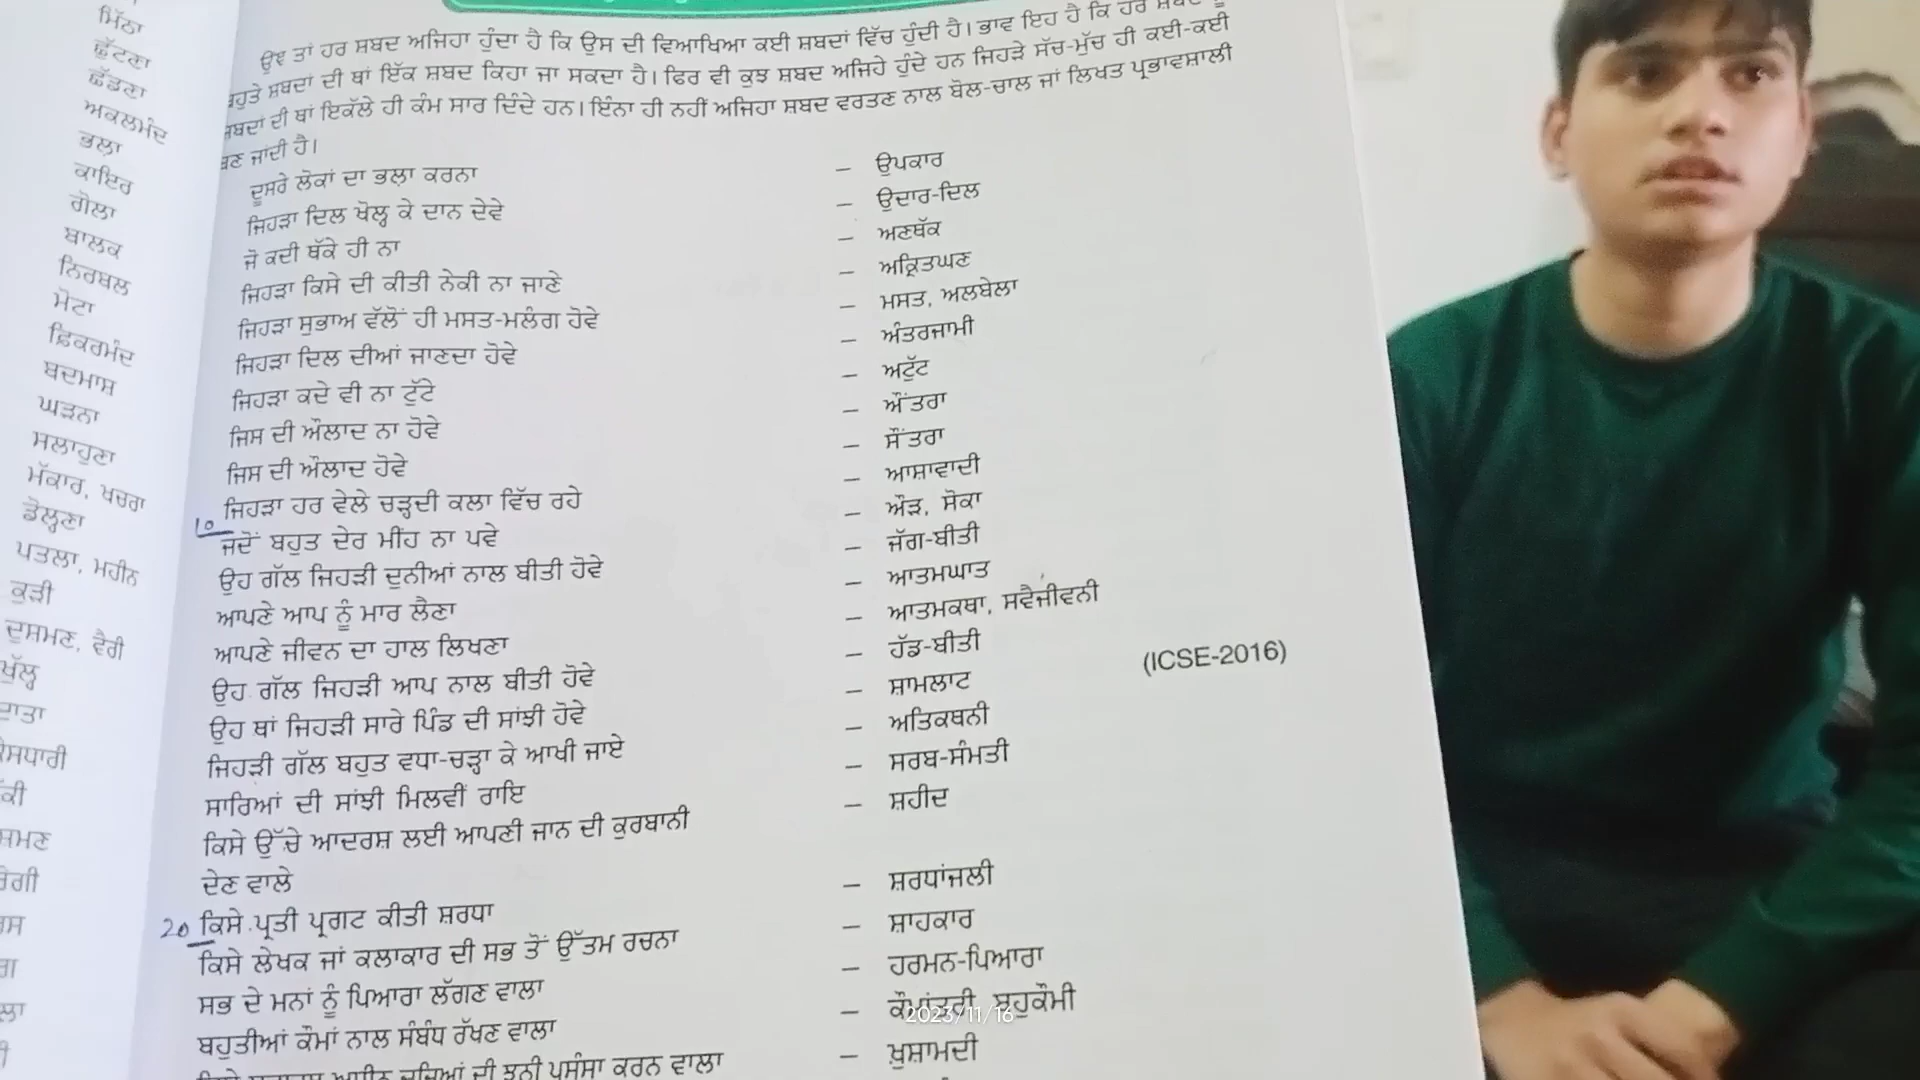 ਮਿੱਠਾ
ਛੁੱਟਣਾ
ਛੱਡਣਾ
ਅਕਲਮੰਦ
ਭਲਾ
ਕਾਇਰ
ਗੋਲਾ
ਬਾਲਕ
ਨਿਰਬਲ
ਮੋਟਾ
ਫ਼ਿਕਰਮੰਦ
ਬਦਮਾਸ਼
ਘੜਨਾ
ਸਲਾਹੁਣਾ
ਮੱਕਾਰ, ਖਚਰਾ
ਡੋਲ੍ਹਣਾ
ਪਤਲਾ, ਮਹੀਨ
ਕੁੜੀ
ਦੁਸ਼ਮਣ, ਵੈਰੀ
ਉਂਞ ਤਾਂ ਹਰ ਸ਼ਬਦ ਅਜਿਹਾ ਹੁੰਦਾ ਹੈ ਕਿ ਉਸ ਦੀ ਵਿਆਖਿਆ ਕਈ ਸ਼ਬਦਾਂ ਵਿੱਚ ਹੁੰਦੀ ਹੈ। ਭਾਵ ਇਹ ਹੈ ਕਿ ਹਰ ਸ਼ਬਦ ਨੂੰ
ਬਹੁਤੇ ਸ਼ਬਦਾਂ ਦੀ ਥਾਂ ਇੱਕ ਸ਼ਬਦ ਕਿਹਾ ਜਾ ਸਕਦਾ ਹੈ। ਫਿਰ ਵੀ ਕੁਝ ਸ਼ਬਦ ਅਜਿਹੇ ਹੁੰਦੇ ਹਨ ਜਿਹੜੇ ਸੱਚ-ਮੁੱਚ ਹੀ ਕਈ-ਕਈ
ਸ਼ਬਦਾਂ ਦੀ ਥਾਂ ਇਕੱਲੇ ਹੀ ਕੰਮ ਸਾਰ ਦਿੰਦੇ ਹਨ। ਇੰਨਾ ਹੀ ਨਹੀਂ ਅਜਿਹਾ ਸ਼ਬਦ ਵਰਤਣ ਨਾਲ ਬੋਲ-ਚਾਲ ਜਾਂ ਲਿਖਤ ਪ੍ਰਭਾਵਸ਼ਾਲੀ
ਬਣ ਜਾਂਦੀ ਹੈ।
ਦੂਸਰੇ ਲੋਕਾਂ ਦਾ ਭਲਾ ਕਰਨਾ – ਉਪਕਾਰ
ਜਿਹੜਾ ਦਿਲ ਖੋਲ੍ਹ ਕੇ ਦਾਨ ਦੇਵੇ – ਉਦਾਰ-ਦਿਲ
ਜੋ ਕਦੀ ਥੱਕੇ ਹੀ ਨਾ – ਅਣਥੱਕ
ਜਿਹੜਾ ਕਿਸੇ ਦੀ ਕੀਤੀ ਨੇਕੀ ਨਾ ਜਾਣੇ – ਅਕ੍ਰਿਤਘਣ
ਜਿਹੜਾ ਸੁਭਾਅ ਵੱਲੋਂ ਹੀ ਮਸਤ-ਮਲੰਗ ਹੋਵੇ – ਮਸਤ, ਅਲਬੇਲਾ
ਜਿਹੜਾ ਦਿਲ ਦੀਆਂ ਜਾਣਦਾ ਹੋਵੇ – ਅੰਤਰਜਾਮੀ
ਜਿਹੜਾ ਕਦੇ ਵੀ ਨਾ ਟੁੱਟੇ – ਅਟੁੱਟ
ਜਿਸ ਦੀ ਔਲਾਦ ਨਾ ਹੋਵੇ – ਔਂਤਰਾ
ਜਿਸ ਦੀ ਔਲਾਦ ਹੋਵੇ – ਸੌਂਤਰਾ
10 ਜਿਹੜਾ ਹਰ ਵੇਲੇ ਚੜ੍ਹਦੀ ਕਲਾ ਵਿੱਚ ਰਹੇ – ਆਸ਼ਾਵਾਦੀ
ਜਦੋਂ ਬਹੁਤ ਦੇਰ ਮੀਂਹ ਨਾ ਪਵੇ – ਔੜ, ਸੋਕਾ
ਉਹ ਗੱਲ ਜਿਹੜੀ ਦੁਨੀਆਂ ਨਾਲ ਬੀਤੀ ਹੋਵੇ – ਜੱਗ-ਬੀਤੀ
ਆਪਣੇ ਆਪ ਨੂੰ ਮਾਰ ਲੈਣਾ – ਆਤਮਘਾਤ
ਆਪਣੇ ਜੀਵਨ ਦਾ ਹਾਲ ਲਿਖਣਾ – ਆਤਮਕਥਾ, ਸਵੈਜੀਵਨੀ
ਉਹ ਗੱਲ ਜਿਹੜੀ ਆਪ ਨਾਲ ਬੀਤੀ ਹੋਵੇ – ਹੱਡ-ਬੀਤੀ
ਉਹ ਥਾਂ ਜਿਹੜੀ ਸਾਰੇ ਪਿੰਡ ਦੀ ਸਾਂਝੀ ਹੋਵੇ – ਸ਼ਾਮਲਾਟ (ICSE-2016)
ਜਿਹੜੀ ਗੱਲ ਬਹੁਤ ਵਧਾ-ਚੜ੍ਹਾ ਕੇ ਆਖੀ ਜਾਏ – ਅਤਿਕਥਨੀ
ਸਾਰਿਆਂ ਦੀ ਸਾਂਝੀ ਮਿਲਵੀਂ ਰਾਇ – ਸਰਬ-ਸੰਮਤੀ
ਕਿਸੇ ਉੱਚੇ ਆਦਰਸ਼ ਲਈ ਆਪਣੀ ਜਾਨ ਦੀ ਕੁਰਬਾਨੀ – ਸ਼ਹੀਦ
ਦੇਣ ਵਾਲੇ
20 ਕਿਸੇ ਪ੍ਰਤੀ ਪ੍ਰਗਟ ਕੀਤੀ ਸ਼ਰਧਾ – ਸ਼ਰਧਾਂਜਲੀ
ਕਿਸੇ ਲੇਖਕ ਜਾਂ ਕਲਾਕਾਰ ਦੀ ਸਭ ਤੋਂ ਉੱਤਮ ਰਚਨਾ – ਸ਼ਾਹਕਾਰ
ਸਭ ਦੇ ਮਨਾਂ ਨੂੰ ਪਿਆਰਾ ਲੱਗਣ ਵਾਲਾ – ਹਰਮਨ-ਪਿਆਰਾ
ਬਹੁਤੀਆਂ ਕੌਮਾਂ ਨਾਲ ਸੰਬੰਧ ਰੱਖਣ ਵਾਲਾ – ਕੌਮਾਂਤਰੀ, ਬਹੁਕੌਮੀ
ਦੀ ਝੂਠੀ ਪ੍ਰਸੰਸਾ ਕਰਨ ਵਾਲਾ – ਖ਼ੁਸ਼ਾਮਦੀ
2023/11/16